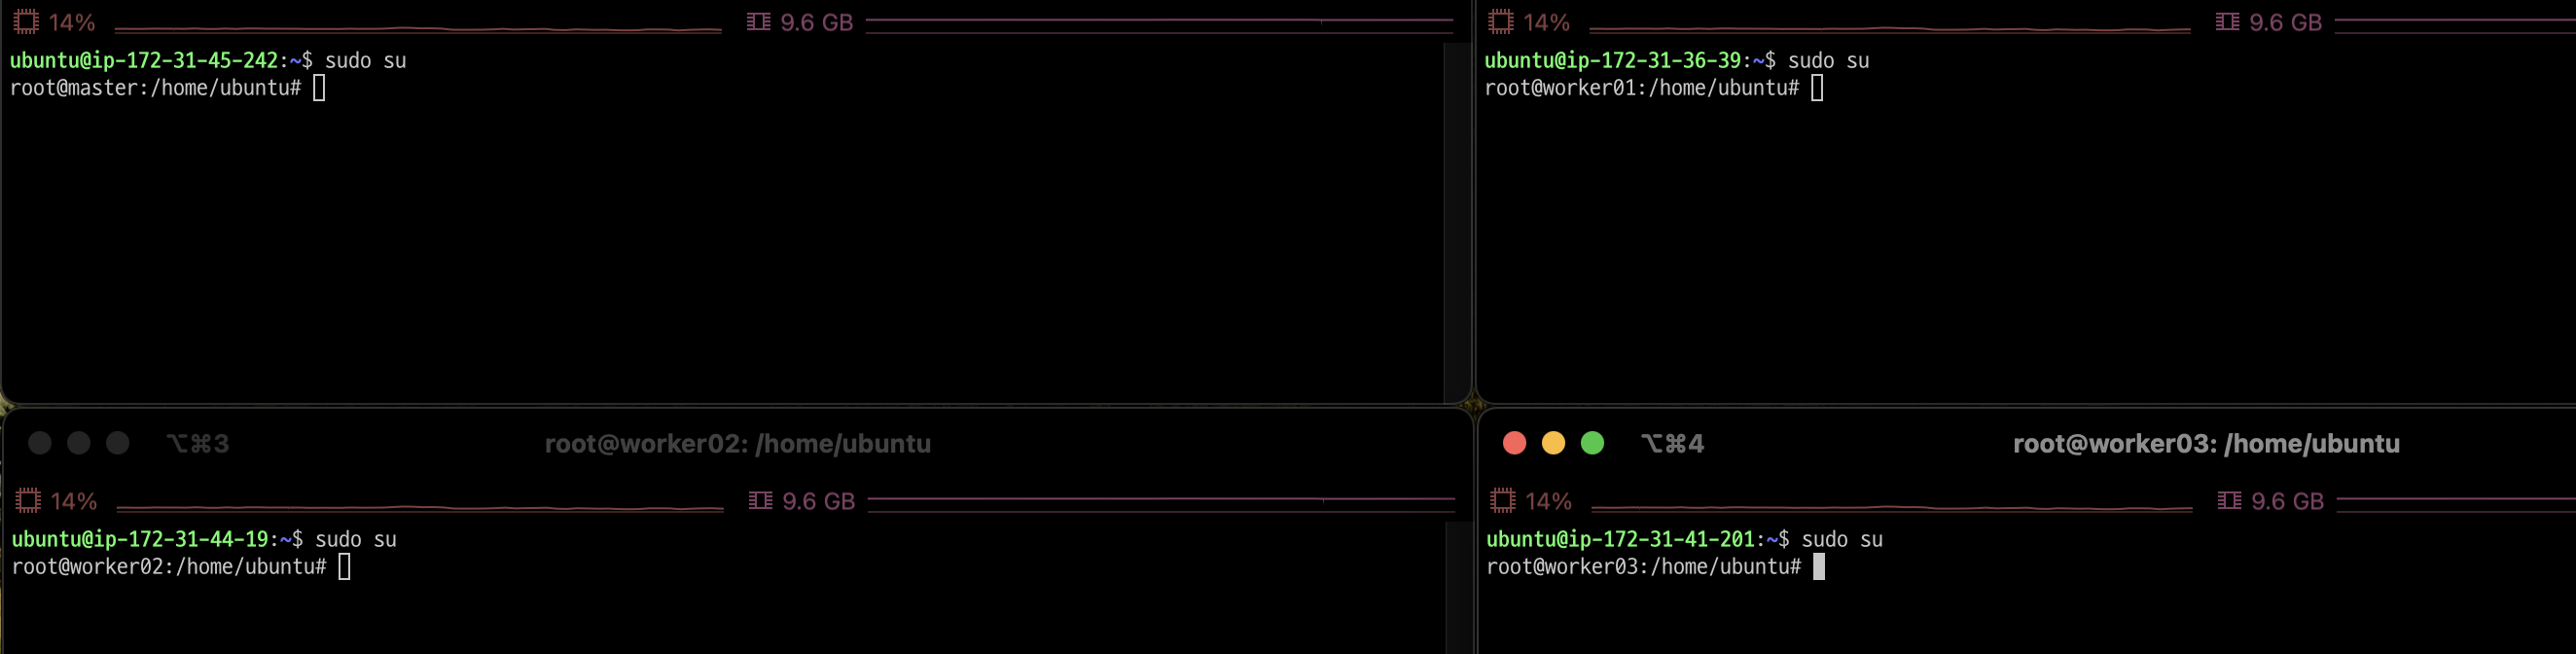 14% 9.6 GB
ubuntu@ip-172-31-45-242:~$ sudo su
root@master:/home/ubuntu#
14% 9.6 GB
ubuntu@ip-172-31-36-39:~$ sudo su
root@worker01:/home/ubuntu#
⌥⌘3 root@worker02: /home/ubuntu
14% 9.6 GB
ubuntu@ip-172-31-44-19:~$ sudo su
root@worker02:/home/ubuntu#
⌥⌘4 root@worker03: /home/ubuntu
14% 9.6 GB
ubuntu@ip-172-31-41-201:~$ sudo su
root@worker03:/home/ubuntu#